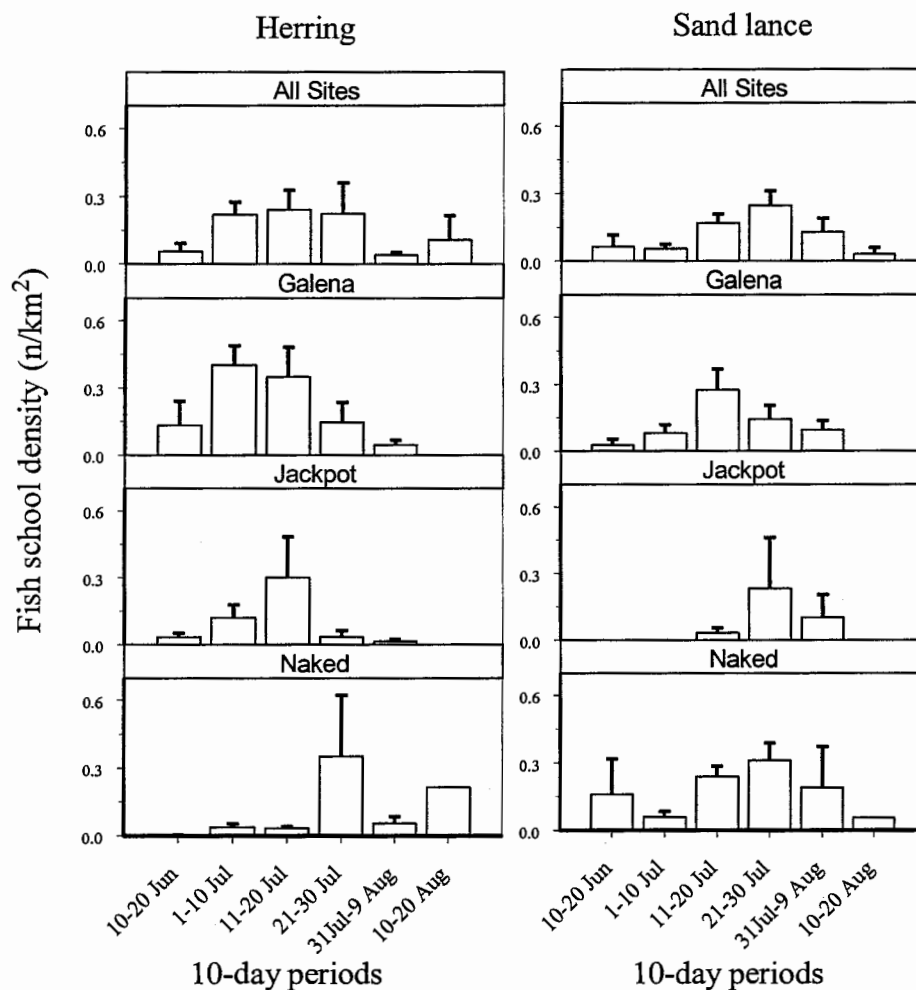 Herring
Sand lance
Fish school density (n/km²)
All Sites
0.6
0.3
0.0
Galena
0.6
0.3
0.0
Jackpot
0.6
0.3
0.0
Naked
0.6
0.3
0.0
10-20 Jun
1-10 Jul
11-20 Jul
21-30 Jul
31Jul-9 Aug
10-20 Aug
10-day periods
All Sites
0.6
0.3
0.0
Galena
0.6
0.3
0.0
Jackpot
0.6
0.3
0.0
Naked
0.6
0.3
0.0
10-20 Jun
1-10 Jul
11-20 Jul
21-30 Jul
31Jul-9 Aug
10-20 Aug
10-day periods